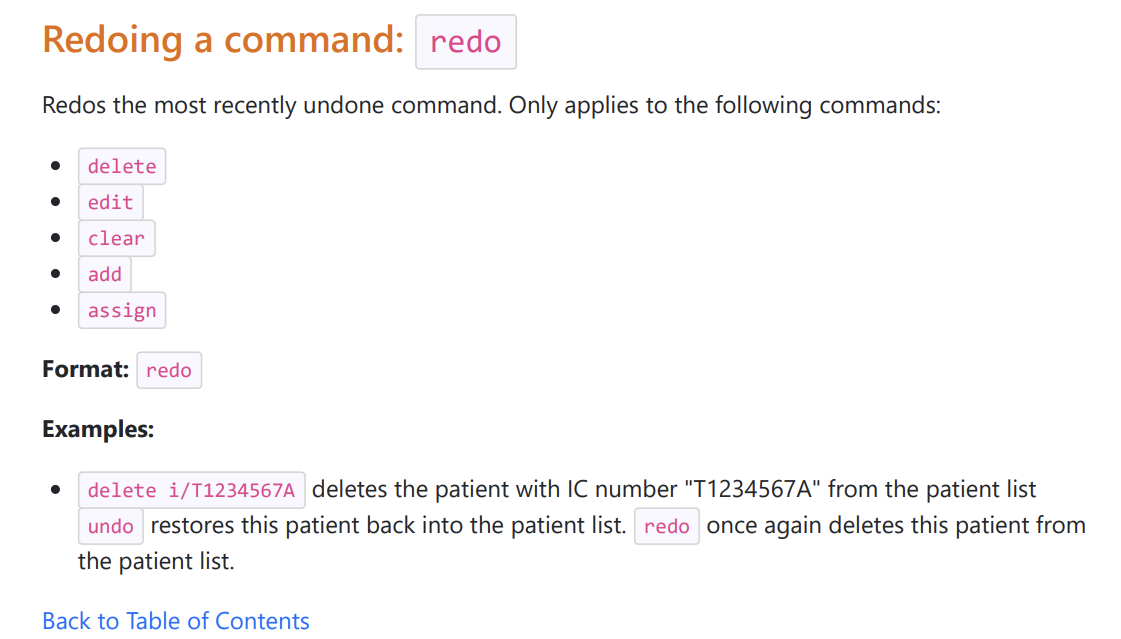 Redoing a command: redo
Redos the most recently undone command. Only applies to the following commands:
• delete
• edit
• clear
• add
• assign
Format: redo
Examples:
• delete i/T1234567A deletes the patient with IC number "T1234567A" from the patient list
undo restores this patient back into the patient list. redo once again deletes this patient from
the patient list.
Back to Table of Contents